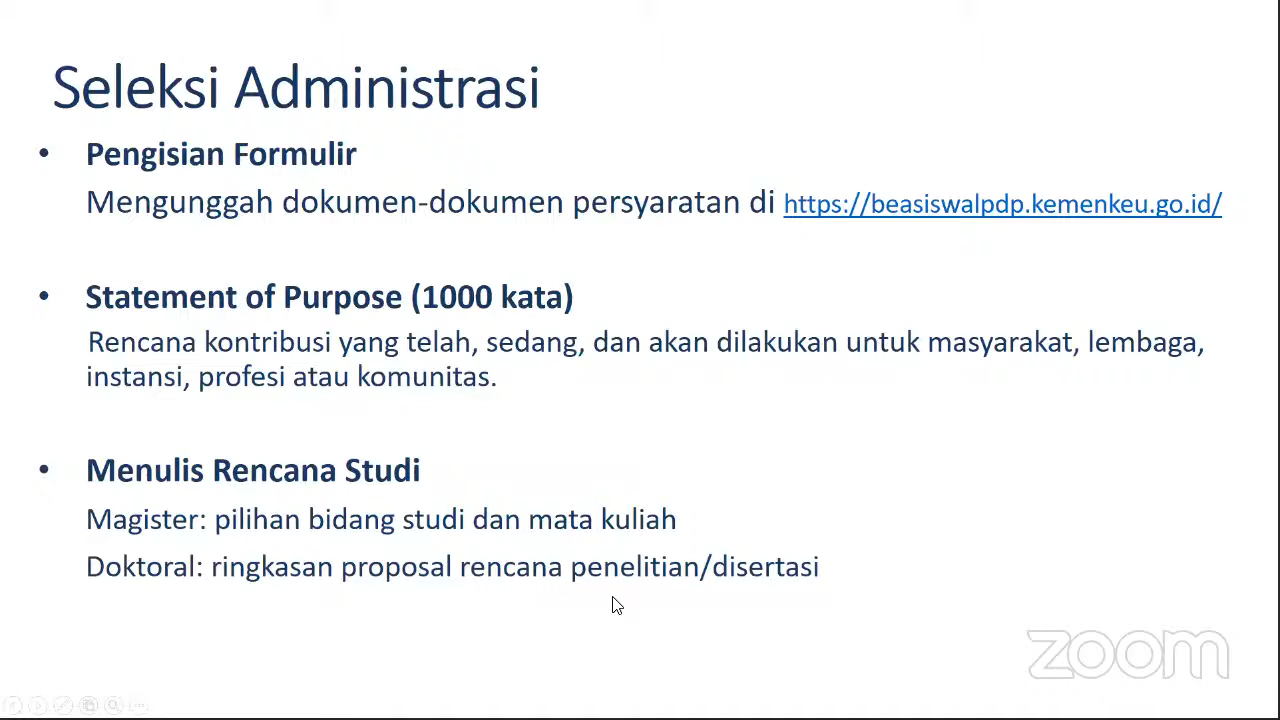 Seleksi Administrasi
• Pengisian Formulir
Mengunggah dokumen-dokumen persyaratan di https://beasiswalpdp.kemenkeu.go.id/
• Statement of Purpose (1000 kata)
Rencana kontribusi yang telah, sedang, dan akan dilakukan untuk masyarakat, lembaga,
instansi, profesi atau komunitas.
• Menulis Rencana Studi
Magister: pilihan bidang studi dan mata kuliah
Doktoral: ringkasan proposal rencana penelitian/disertasi
zoom